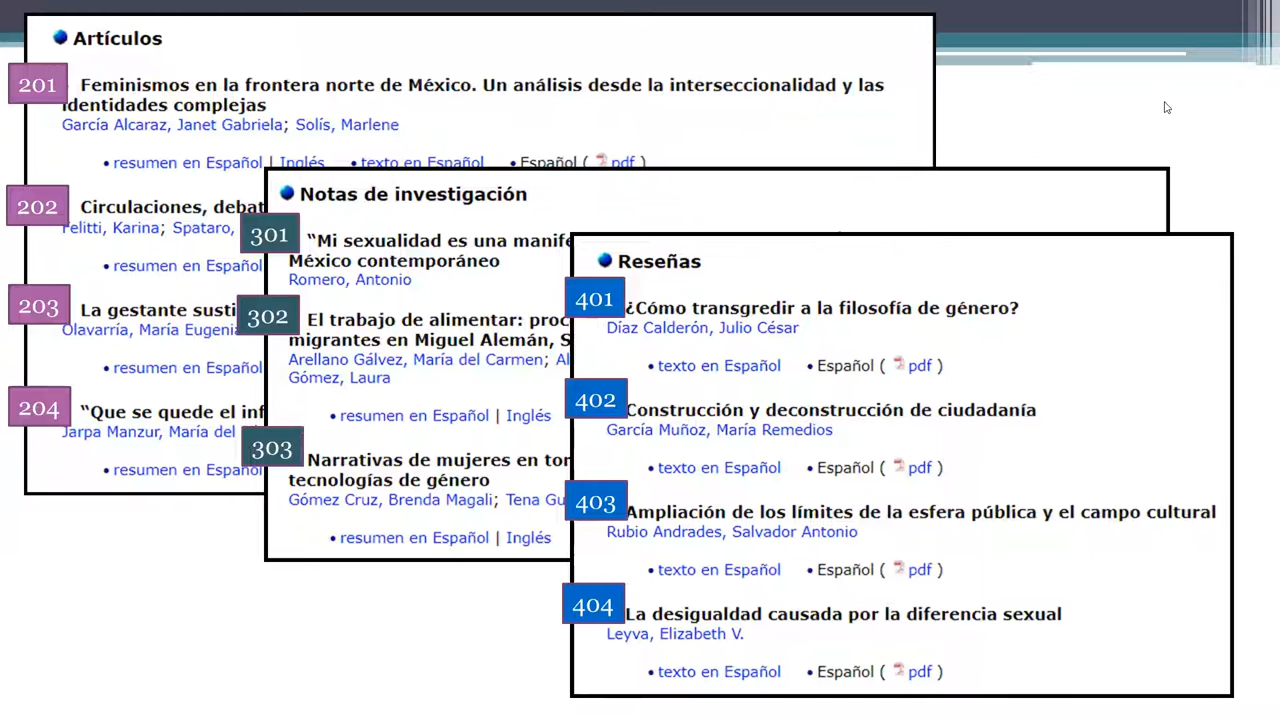 Artículos
201 Feminismos en la frontera norte de México. Un análisis desde la interseccionalidad y las
identidades complejas
García Alcaraz, Janet Gabriela; Solís, Marlene
• resumen en Español | Inglés • texto en Español • Español ( pdf )
202 Circulaciones, debat
Felitti, Karina; Spataro,
• resumen en Español
203 La gestante susti
Olavarría, María Eugenia
• resumen en Español
204 “Que se quede el inf
Jarpa Manzur, María del
• resumen en Español
Notas de investigación
301 “Mi sexualidad es una manife
México contemporáneo
Romero, Antonio
302 El trabajo de alimentar: proc
migrantes en Miguel Alemán, S
Arellano Gálvez, María del Carmen; Al
Gómez, Laura
• resumen en Español | Inglés
303 Narrativas de mujeres en tor
tecnologías de género
Gómez Cruz, Brenda Magali; Tena Gu
• resumen en Español | Inglés
Reseñas
401 ¿Cómo transgredir a la filosofía de género?
Díaz Calderón, Julio César
• texto en Español • Español ( pdf )
402 Construcción y deconstrucción de ciudadanía
García Muñoz, María Remedios
• texto en Español • Español ( pdf )
403 Ampliación de los límites de la esfera pública y el campo cultural
Rubio Andrades, Salvador Antonio
• texto en Español • Español ( pdf )
404 La desigualdad causada por la diferencia sexual
Leyva, Elizabeth V.
• texto en Español • Español ( pdf )